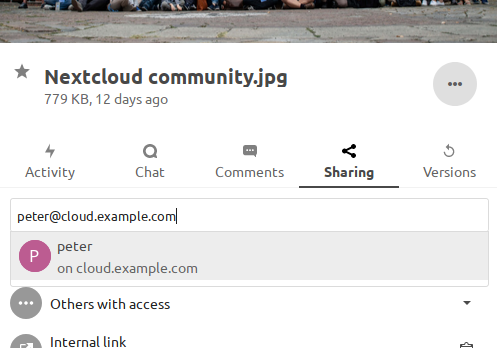 Nextcloud community.jpg
779 KB, 12 days ago
Activity Chat Comments Sharing Versions
peter@cloud.example.com
P peter
on cloud.example.com
Others with access
Internal link